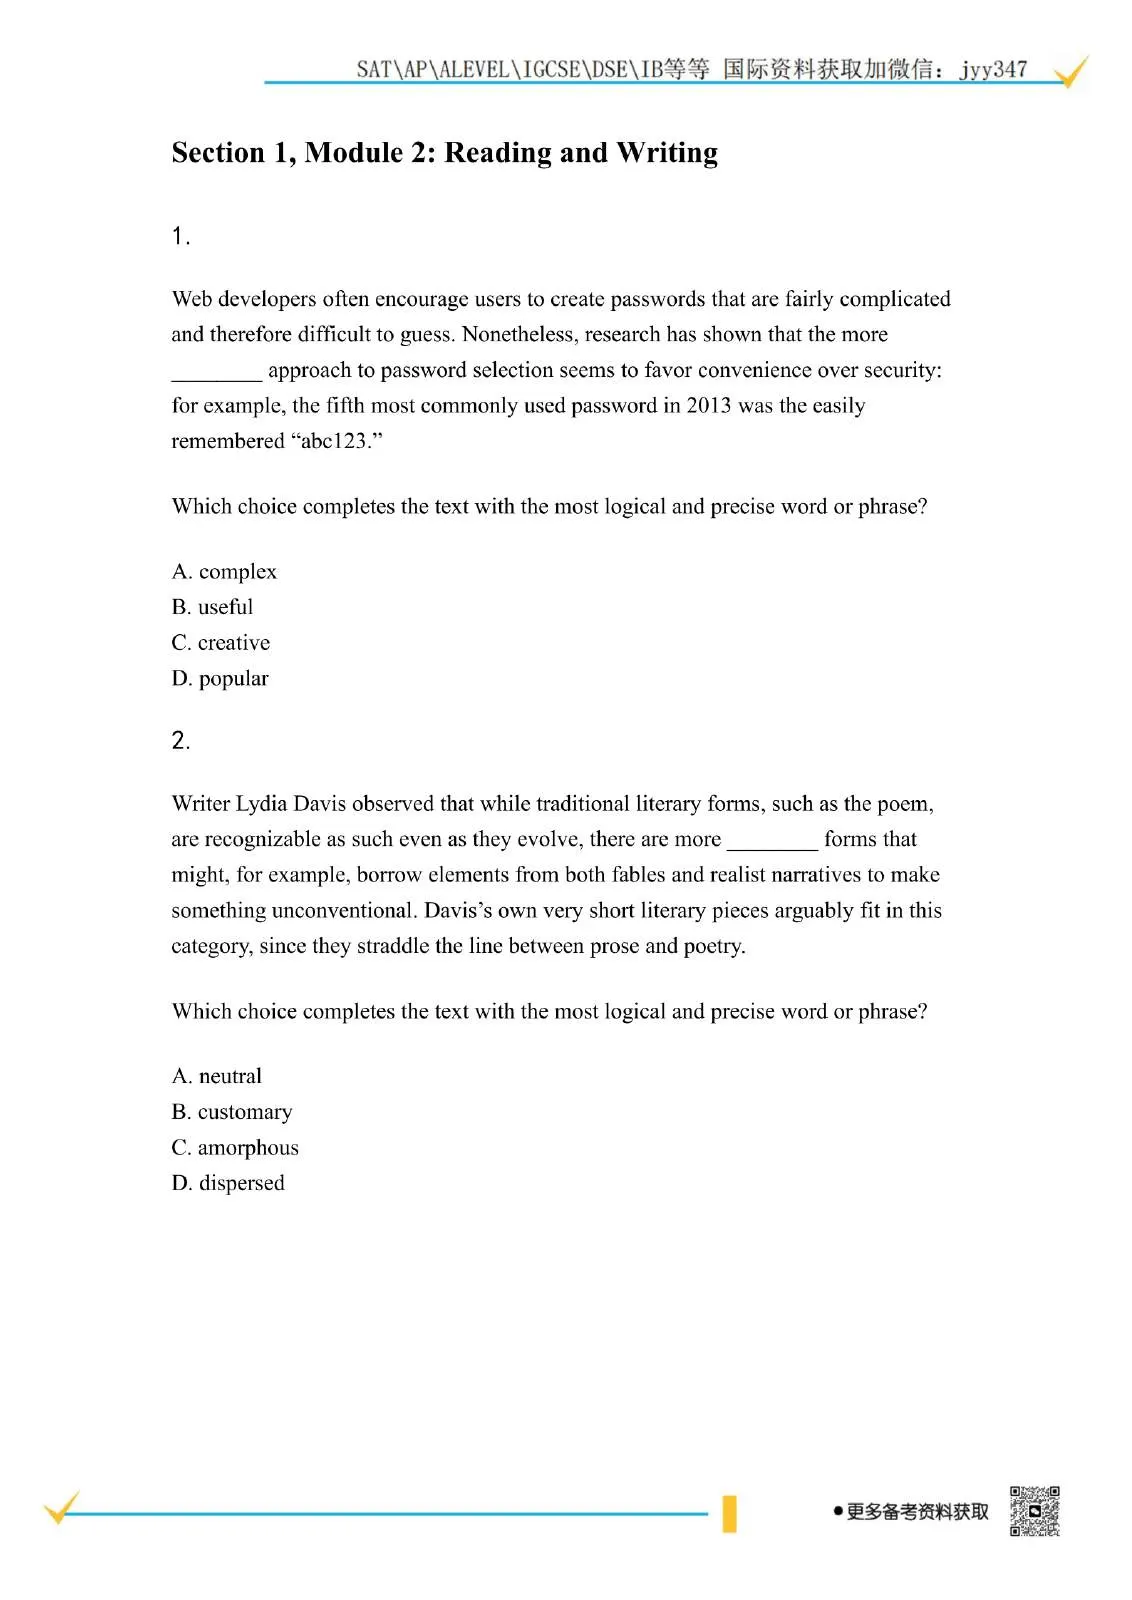 SAT\AP\ALEVEL\IGCSE\DSE\IB等等 国际资料获取加微信：jyy347
Section 1, Module 2: Reading and Writing
1.
Web developers often encourage users to create passwords that are fairly complicated
and therefore difficult to guess. Nonetheless, research has shown that the more
________ approach to password selection seems to favor convenience over security:
for example, the fifth most commonly used password in 2013 was the easily
remembered “abc123.”
Which choice completes the text with the most logical and precise word or phrase?
A. complex
B. useful
C. creative
D. popular
2.
Writer Lydia Davis observed that while traditional literary forms, such as the poem,
are recognizable as such even as they evolve, there are more ________ forms that
might, for example, borrow elements from both fables and realist narratives to make
something unconventional. Davis’s own very short literary pieces arguably fit in this
category, since they straddle the line between prose and poetry.
Which choice completes the text with the most logical and precise word or phrase?
A. neutral
B. customary
C. amorphous
D. dispersed
●更多备考资料获取